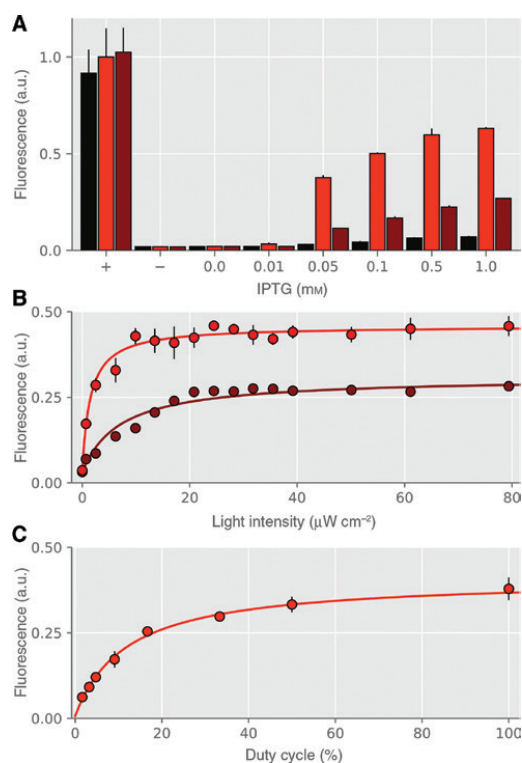 A
Fluorescence (a.u.)
1.0
0.5
0.0
+ − 0.0 0.01 0.05 0.1 0.5 1.0
IPTG (mM)
B
Fluorescence (a.u.)
0.50
0.25
0.00
0 20 40 60 80
Light intensity (μW cm⁻²)
C
Fluorescence (a.u.)
0.50
0.25
0.00
0 20 40 60 80 100
Duty cycle (%)